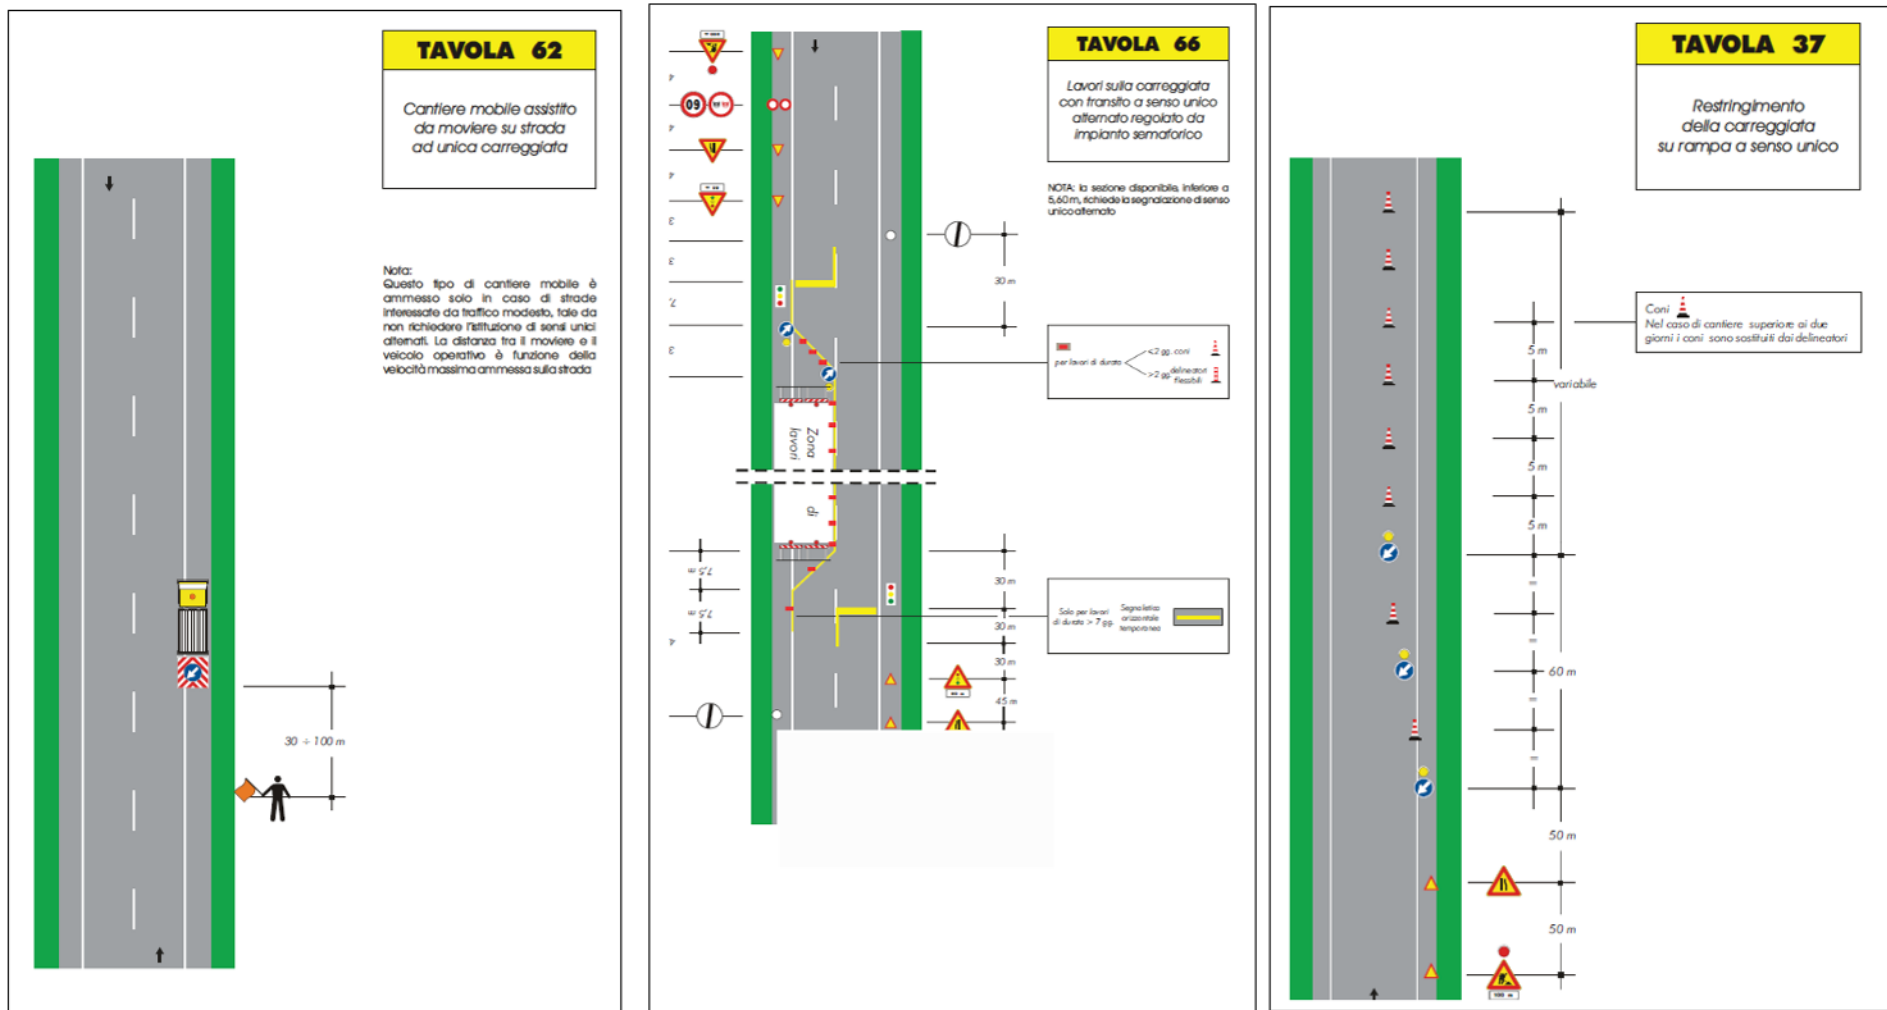 TAVOLA 62
Cantiere mobile assistito
da moviere su strada
ad unica carreggiata
Nota:
Questo tipo di cantiere mobile è
ammesso solo in caso di strade
interessate da traffico modesto, tale da
non richiedere l'istituzione di sensi unici
alternati. La distanza tra il moviere e il
veicolo operativo è funzione della
velocità massima ammessa sulla strada
30 ÷ 100 m
TAVOLA 66
Lavori sulla carreggiata
con transito a senso unico
alternato regolato da
impianto semaforico
NOTA: la sezione disponibile, inferiore a
5,60 m, richiede la segnalazione di senso
unico alternato
60
30 m
per lavori di durata
<2 gg. coni
>2 gg. delineatori
flessibili
Zona
lavori
di
7,5 m
7,5 m
30 m
30 m
30 m
45 m
Solo per lavori
di durata > 7 gg.
Segnaletica
orizzontale
temporanea
TAVOLA 37
Restringimento
della carreggiata
su rampa a senso unico
Coni
Nel caso di cantiere superiore ai due
giorni i coni sono sostituiti dai delineatori
5 m
variabile
5 m
5 m
5 m
=
=
60 m
=
=
50 m
50 m
100 m